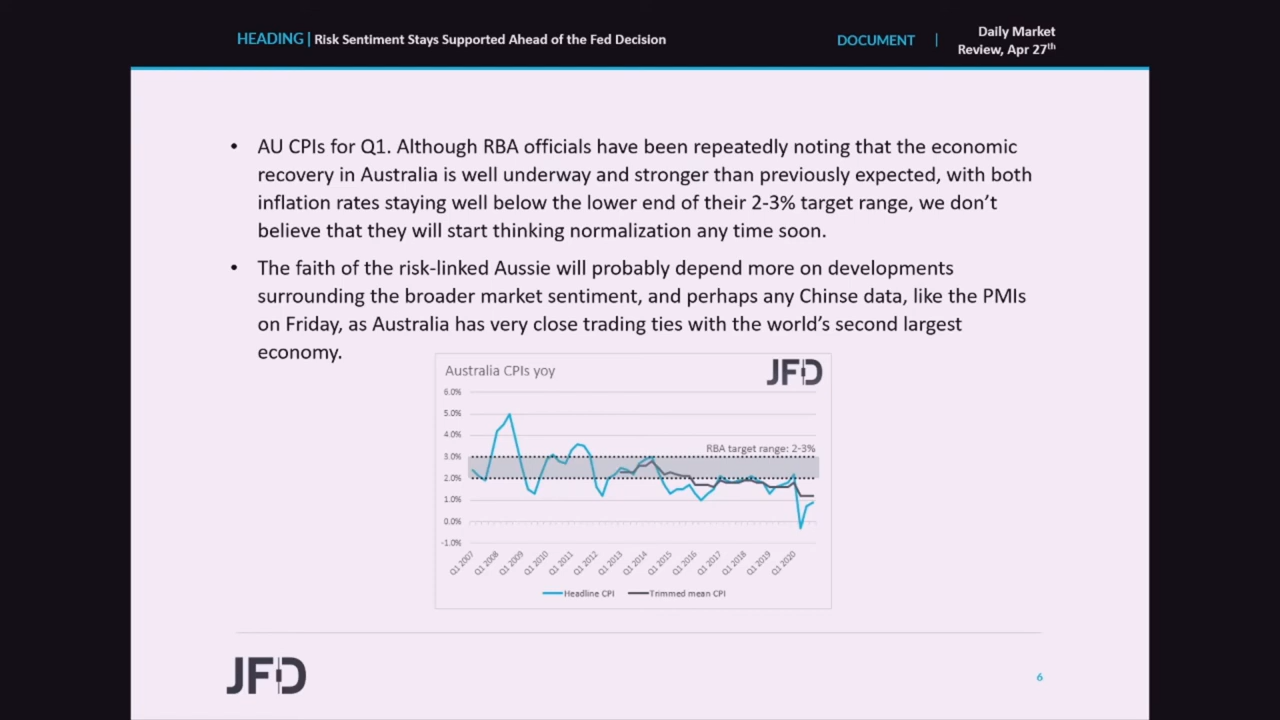 HEADING | Risk Sentiment Stays Supported Ahead of the Fed Decision
DOCUMENT | Daily Market
Review, Apr 27th
• AU CPIs for Q1. Although RBA officials have been repeatedly noting that the economic
recovery in Australia is well underway and stronger than previously expected, with both
inflation rates staying well below the lower end of their 2-3% target range, we don't
believe that they will start thinking normalization any time soon.
• The faith of the risk-linked Aussie will probably depend more on developments
surrounding the broader market sentiment, and perhaps any Chinse data, like the PMIs
on Friday, as Australia has very close trading ties with the world's second largest
economy.
Australia CPIs yoy
JFD
6.0%
5.0%
4.0%
RBA target range: 2-3%
3.0%
2.0%
1.0%
0.0%
-1.0%
Q1 2007
Q1 2008
Q1 2009
Q1 2010
Q1 2011
Q1 2012
Q1 2013
Q1 2014
Q1 2015
Q1 2016
Q1 2017
Q1 2018
Q1 2019
Q1 2020
Headline CPI
Trimmed mean CPI
JFD
6